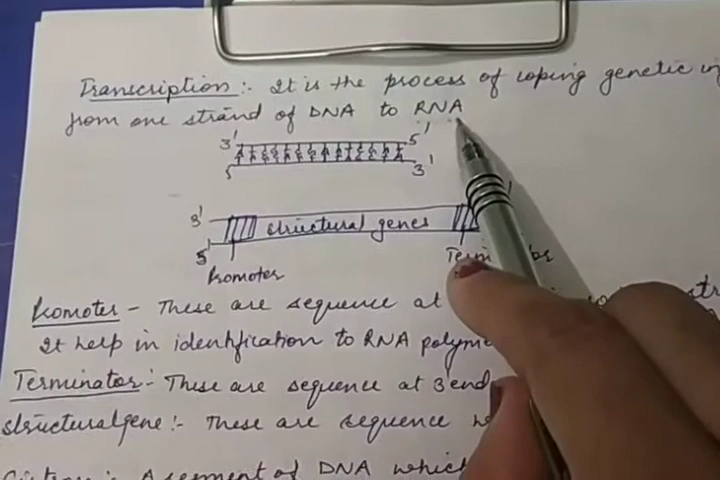 Transcription :- It is the process of coping genetic
from one strand of DNA to RNA
3' 5'
5 3'
3' structural genes
5'
Promoter
Promoter - These are sequence at
It help in identification to RNA
Terminator :- These are sequence at 3 end
structural gene :- These are sequence
A segment of DNA which